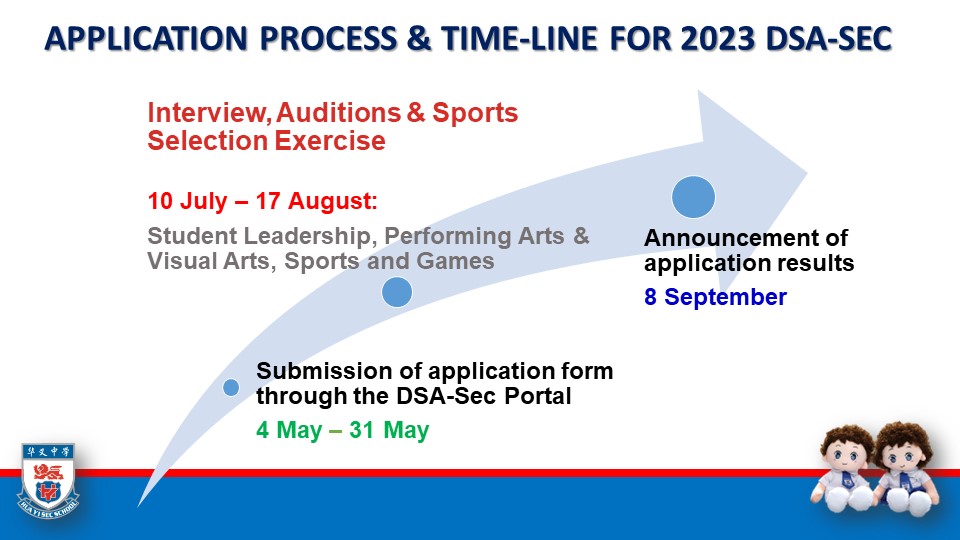 APPLICATION PROCESS & TIME-LINE FOR 2023 DSA-SEC
Interview, Auditions & Sports
Selection Exercise
10 July – 17 August:
Student Leadership, Performing Arts &
Visual Arts, Sports and Games
Announcement of
application results
8 September
Submission of application form
through the DSA-Sec Portal
4 May – 31 May
华义中学
HUA YI SEC SCHOOL